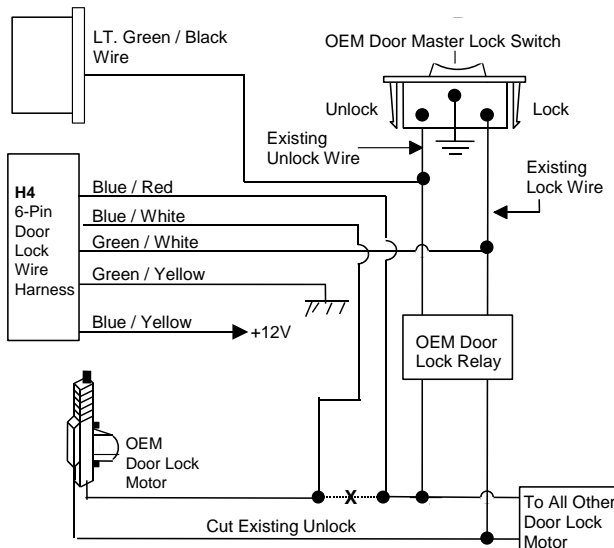 LT. Green / Black
Wire
OEM Door Master Lock Switch
Unlock
Lock
Existing
Unlock Wire
Existing
Lock Wire
H4
6-Pin
Door
Lock
Wire
Harness
Blue / Red
Blue / White
Green / White
Green / Yellow
Blue / Yellow
+12V
OEM Door
Lock Relay
OEM
Door Lock
Motor
X
Cut Existing Unlock
To All Other
Door Lock
Motor